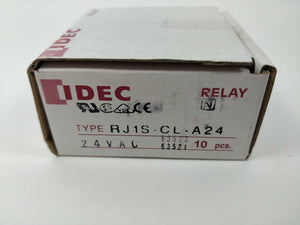 IDEC RELAY
TYPE RJ1S-CL-A24
24VAC 10 pcs.